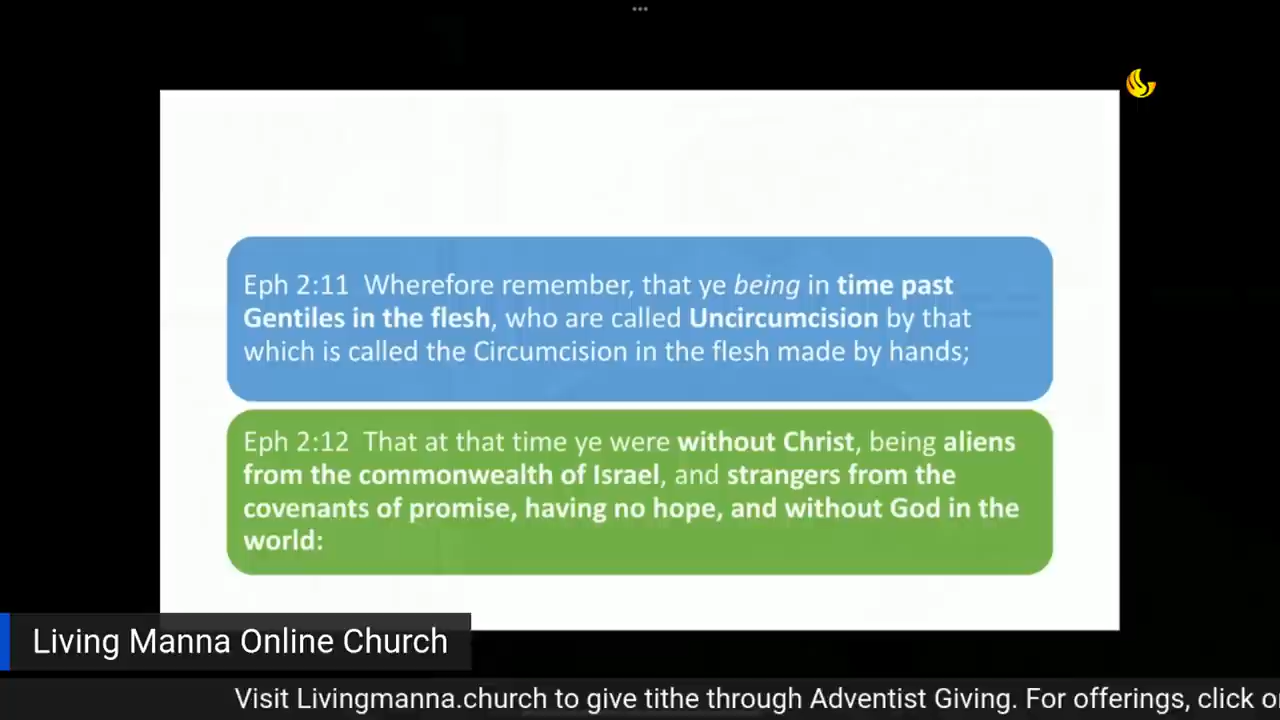 Eph 2:11  Wherefore remember, that ye being in time past
Gentiles in the flesh, who are called Uncircumcision by that
which is called the Circumcision in the flesh made by hands;
Eph 2:12  That at that time ye were without Christ, being aliens
from the commonwealth of Israel, and strangers from the
covenants of promise, having no hope, and without God in the
world:
Living Manna Online Church
Visit Livingmanna.church to give tithe through Adventist Giving. For offerings, click